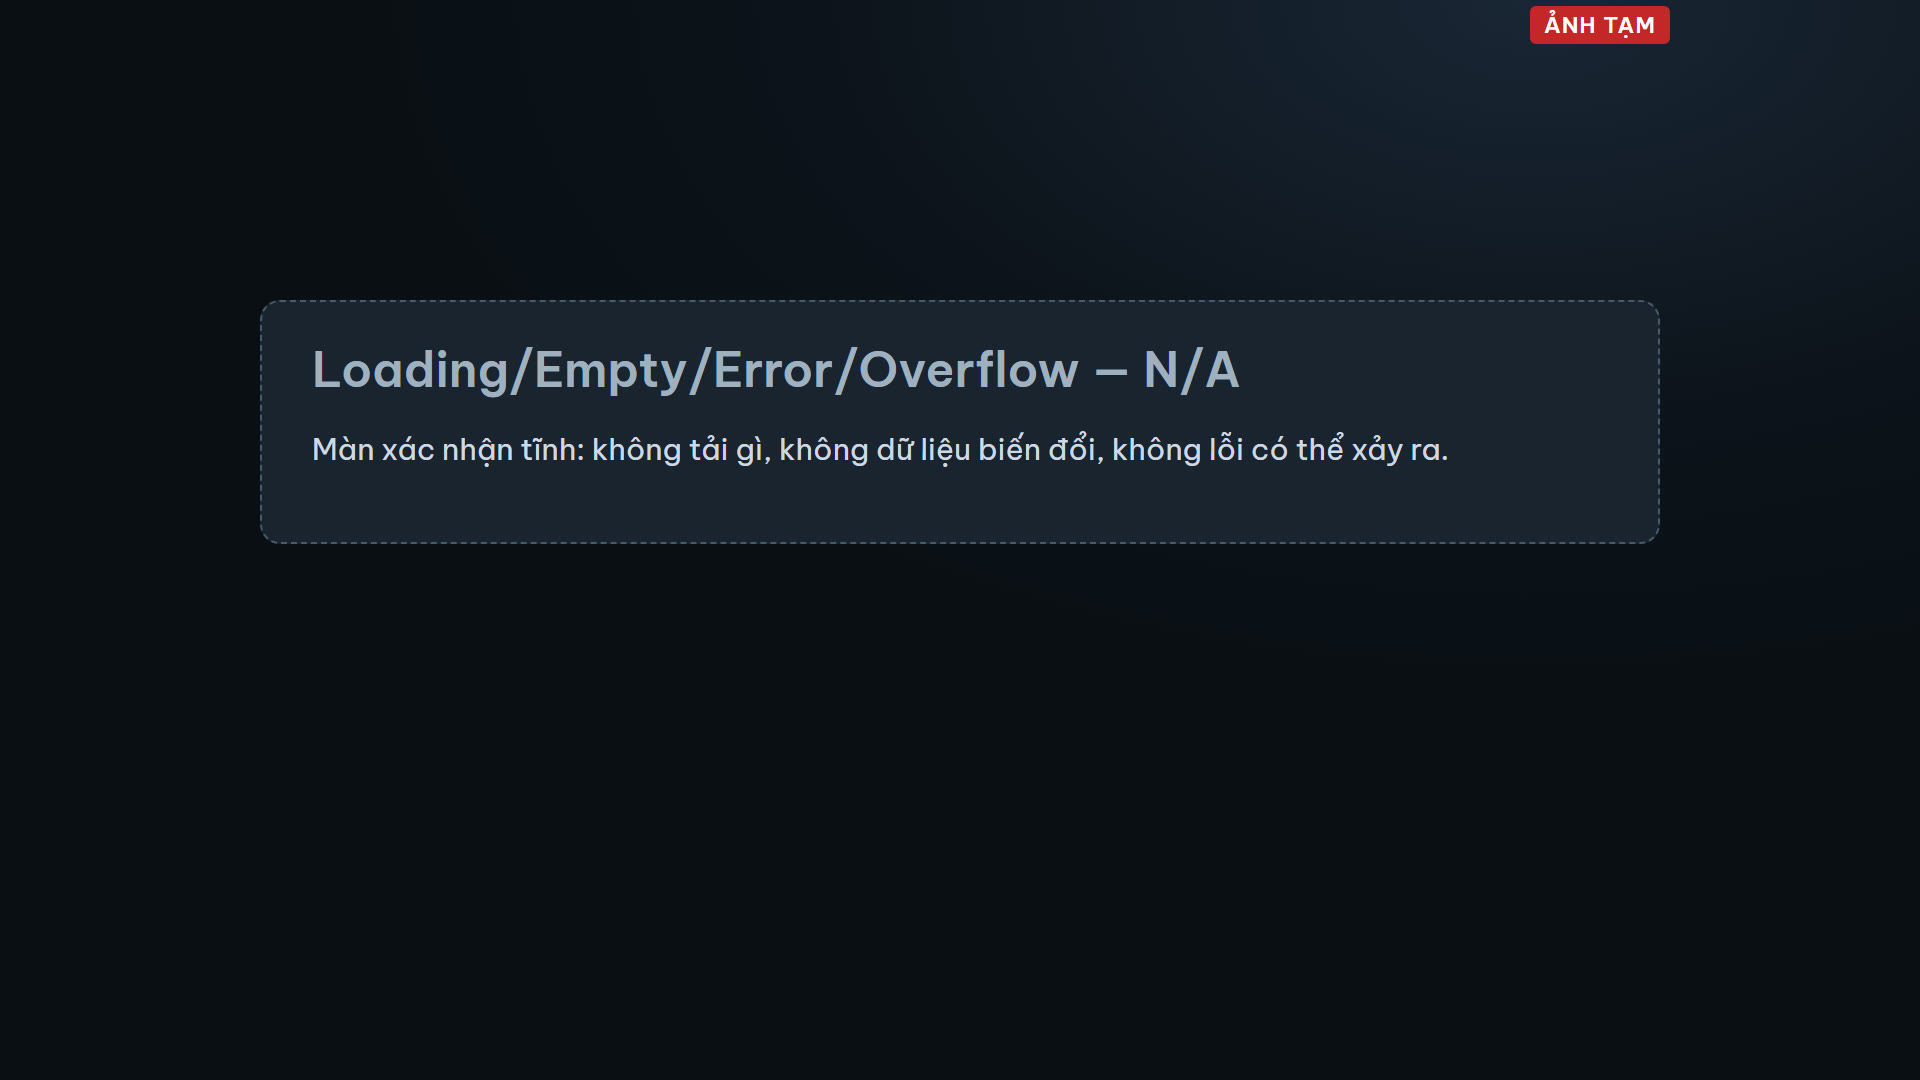 ẢNH TẠM
Loading/Empty/Error/Overflow — N/A
Màn xác nhận tĩnh: không tải gì, không dữ liệu biến đổi, không lỗi có thể xảy ra.